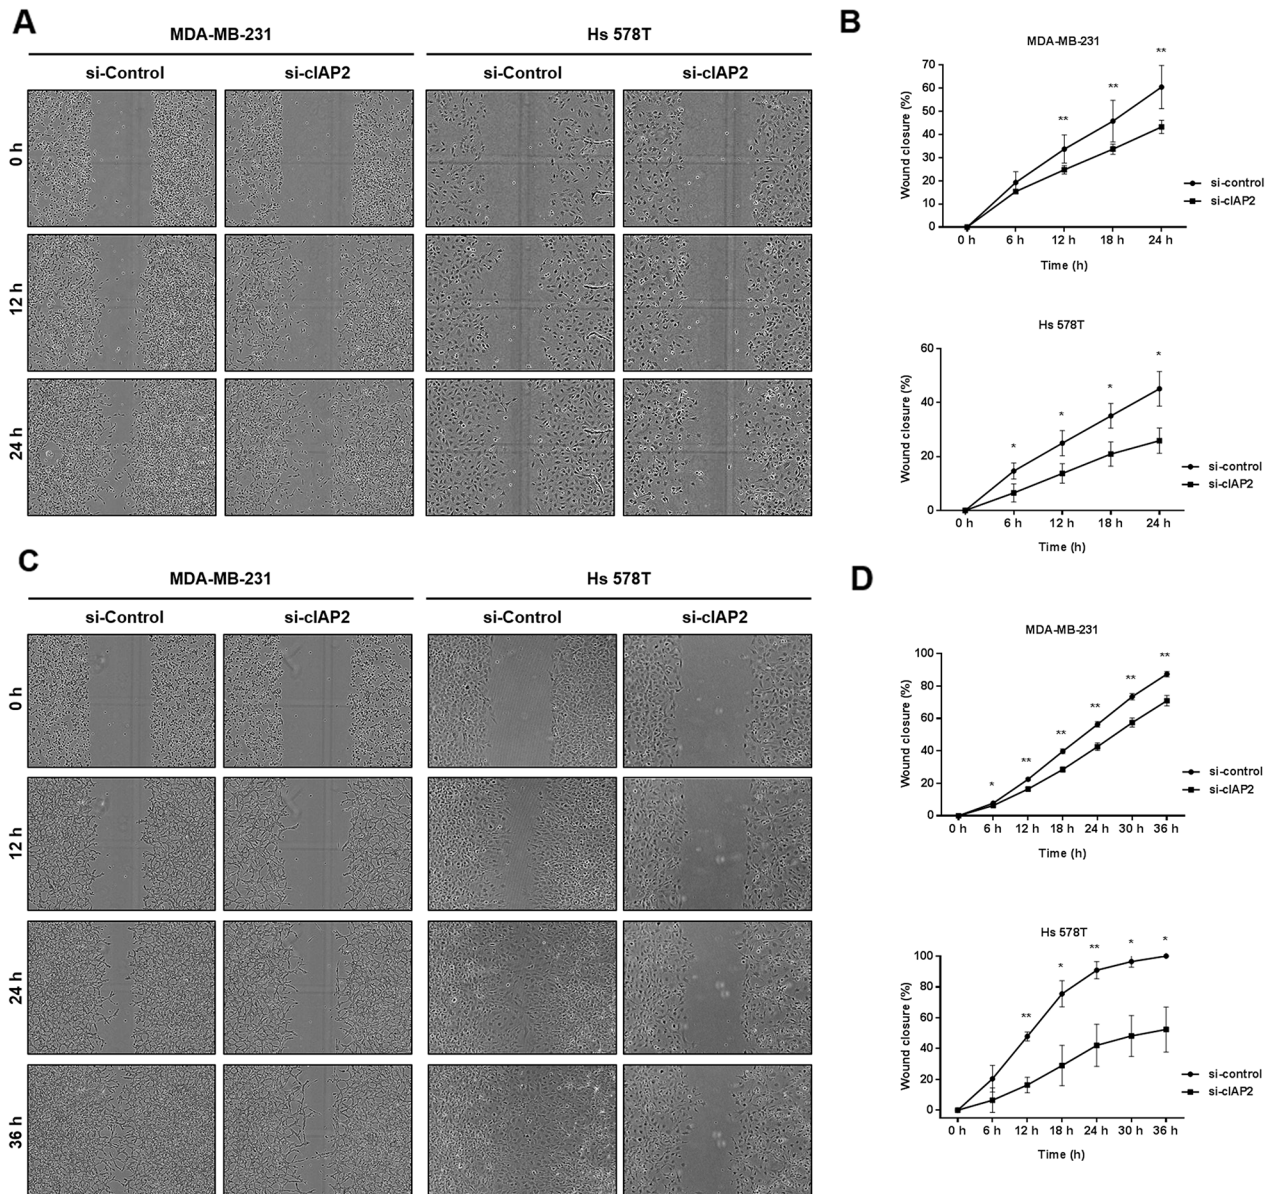 A
MDA-MB-231
Hs 578T
si-Control
si-cIAP2
si-Control
si-cIAP2
0 h
12 h
24 h
B
MDA-MB-231
**
**
**
70
60
50
40
30
20
10
0
Wound closure (%)
0 h 6 h 12 h 18 h 24 h
Time (h)
si-control
si-cIAP2
Hs 578T
*
*
*
*
60
40
20
0
Wound closure (%)
0 h 6 h 12 h 18 h 24 h
Time (h)
si-control
si-cIAP2
C
MDA-MB-231
Hs 578T
si-Control
si-cIAP2
si-Control
si-cIAP2
0 h
12 h
24 h
36 h
D
MDA-MB-231
**
**
**
**
**
*
100
80
60
40
20
0
Wound closure (%)
0 h 6 h 12 h 18 h 24 h 30 h 36 h
Time (h)
si-control
si-cIAP2
Hs 578T
*
*
**
*
**
100
80
60
40
20
0
Wound closure (%)
0 h 6 h 12 h 18 h 24 h 30 h 36 h
Time (h)
si-control
si-cIAP2